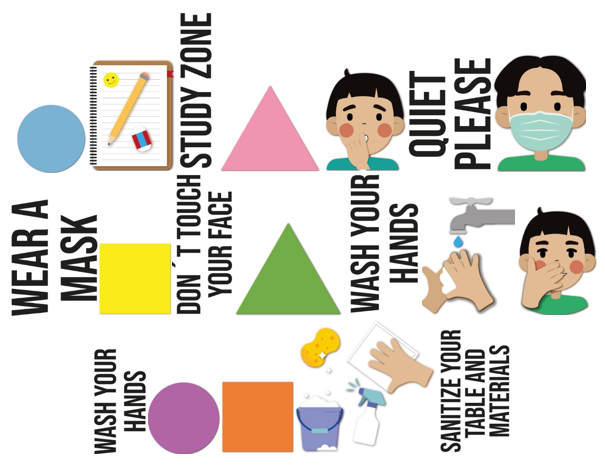 STUDY ZONE
QUIET
PLEASE
WEAR A
MASK
DON´T TOUCH
YOUR FACE
WASH YOUR
HANDS
WASH YOUR
HANDS
SANITIZE YOUR
TABLE AND
MATERIALS